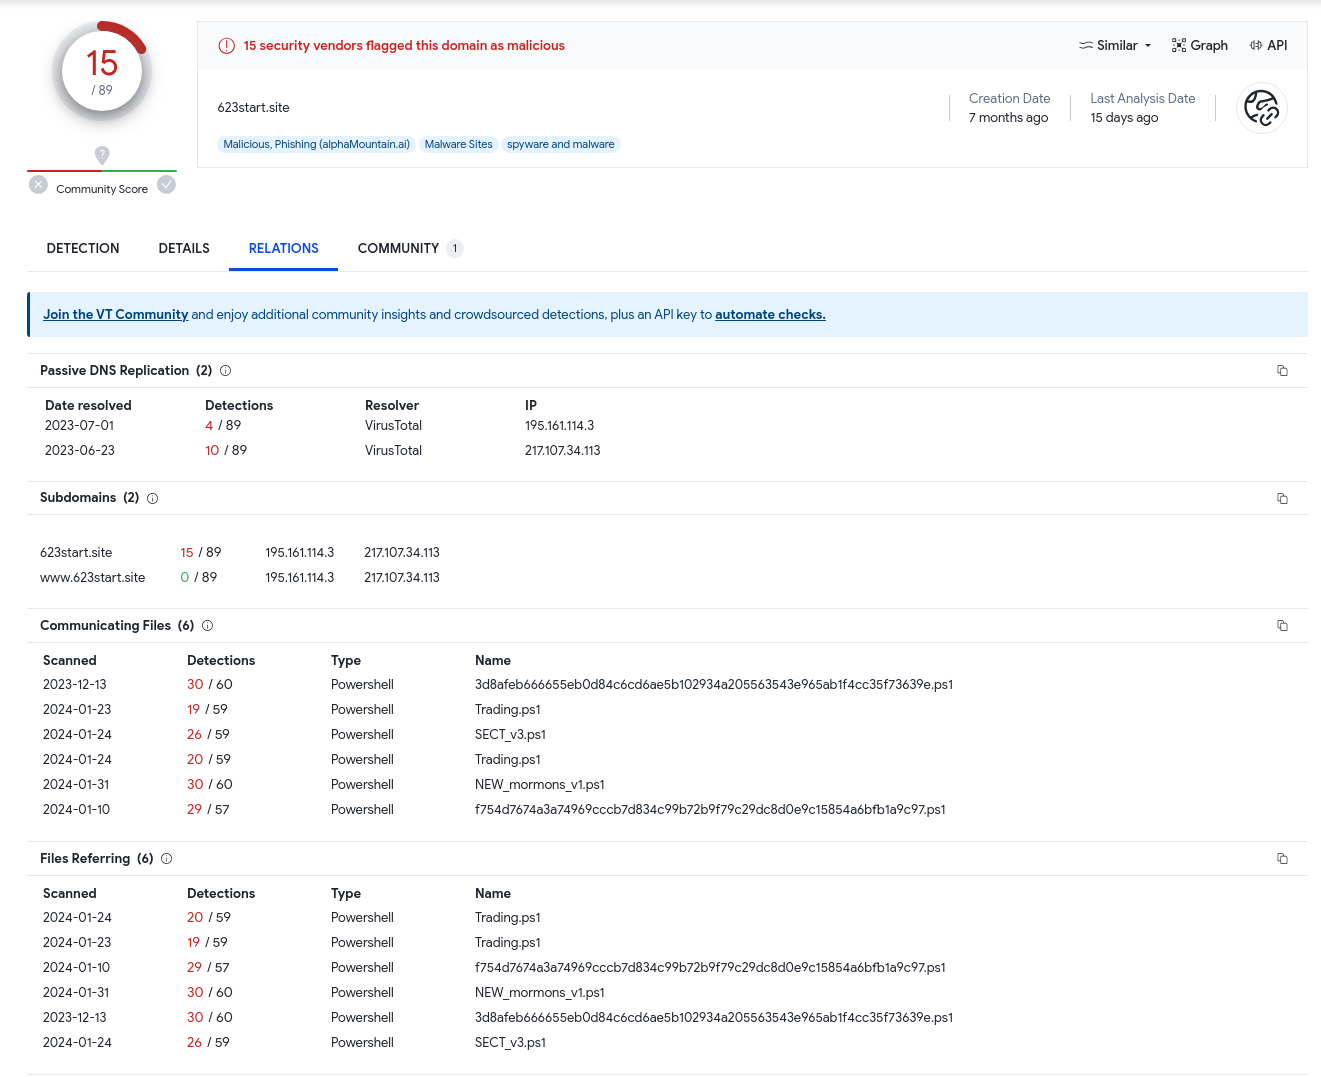 15
/ 89
Community Score
15 security vendors flagged this domain as malicious
Similar Graph API
623start.site
Malicious, Phishing (alphaMountain.ai) Malware Sites spyware and malware
Creation Date
7 months ago
Last Analysis Date
15 days ago
DETECTION DETAILS RELATIONS COMMUNITY 1
Join the VT Community and enjoy additional community insights and crowdsourced detections, plus an API key to automate checks.
Passive DNS Replication (2)
Date resolved Detections Resolver IP
2023-07-01 4 / 89 VirusTotal 195.161.114.3
2023-06-23 10 / 89 VirusTotal 217.107.34.113
Subdomains (2)
623start.site 15 / 89 195.161.114.3 217.107.34.113
www.623start.site 0 / 89 195.161.114.3 217.107.34.113
Communicating Files (6)
Scanned Detections Type Name
2023-12-13 30 / 60 Powershell 3d8afeb666655eb0d84c6cd6ae5b102934a205563543e965ab1f4cc35f73639e.ps1
2024-01-23 19 / 59 Powershell Trading.ps1
2024-01-24 26 / 59 Powershell SECT_v3.ps1
2024-01-24 20 / 59 Powershell Trading.ps1
2024-01-31 30 / 60 Powershell NEW_mormons_v1.ps1
2024-01-10 29 / 57 Powershell f754d7674a3a74969cccb7d834c99b72b9f79c29dc8d0e9c15854a6bfb1a9c97.ps1
Files Referring (6)
Scanned Detections Type Name
2024-01-24 20 / 59 Powershell Trading.ps1
2024-01-23 19 / 59 Powershell Trading.ps1
2024-01-10 29 / 57 Powershell f754d7674a3a74969cccb7d834c99b72b9f79c29dc8d0e9c15854a6bfb1a9c97.ps1
2024-01-31 30 / 60 Powershell NEW_mormons_v1.ps1
2023-12-13 30 / 60 Powershell 3d8afeb666655eb0d84c6cd6ae5b102934a205563543e965ab1f4cc35f73639e.ps1
2024-01-24 26 / 59 Powershell SECT_v3.ps1